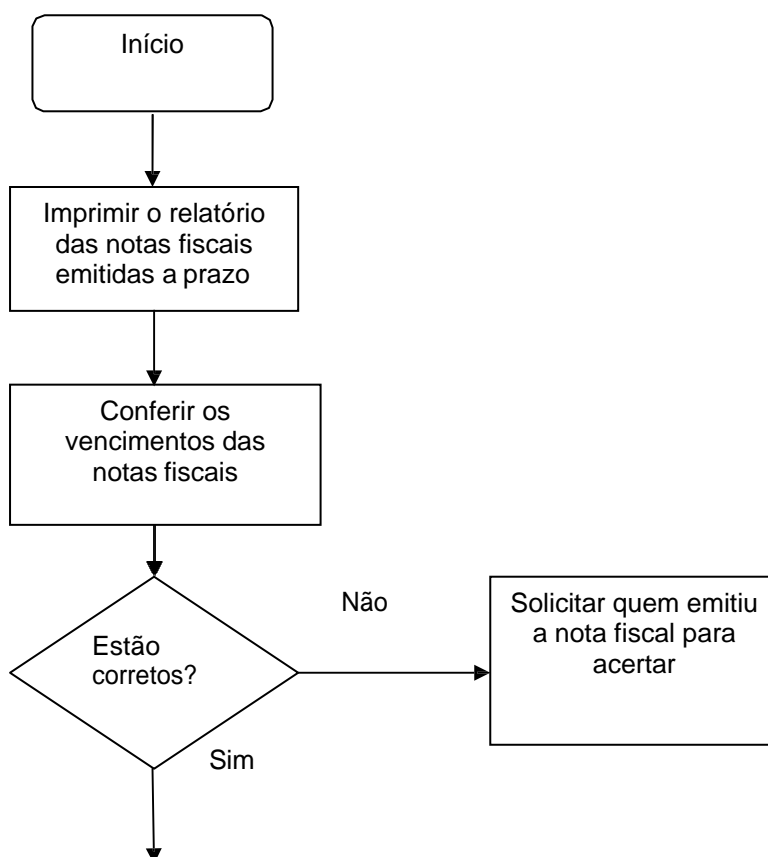 Início
Imprimir o relatório
das notas fiscais
emitidas a prazo
Conferir os
vencimentos das
notas fiscais
Estão
corretos?
Não
Solicitar quem emitiu
a nota fiscal para
acertar
Sim